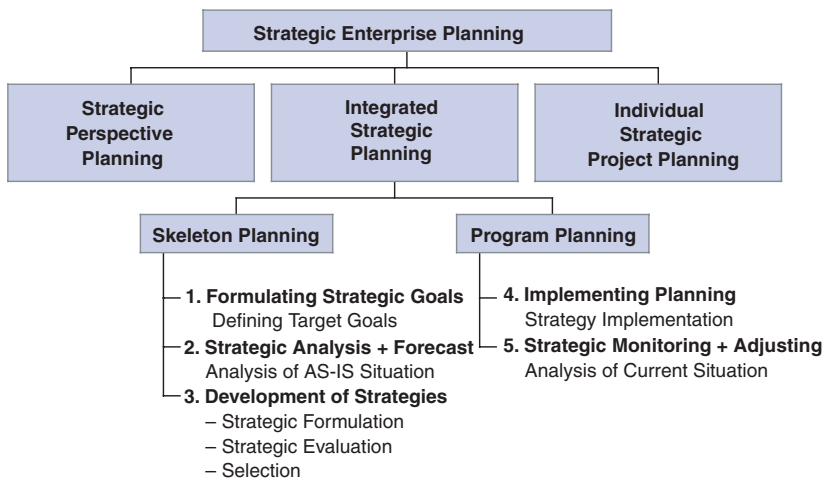 Strategic Enterprise Planning
Strategic
Perspective
Planning
Integrated
Strategic
Planning
Individual
Strategic
Project Planning
Skeleton Planning
Program Planning
1. Formulating Strategic Goals
Defining Target Goals
2. Strategic Analysis + Forecast
Analysis of AS-IS Situation
3. Development of Strategies
– Strategic Formulation
– Strategic Evaluation
– Selection
4. Implementing Planning
Strategy Implementation
5. Strategic Monitoring + Adjusting
Analysis of Current Situation